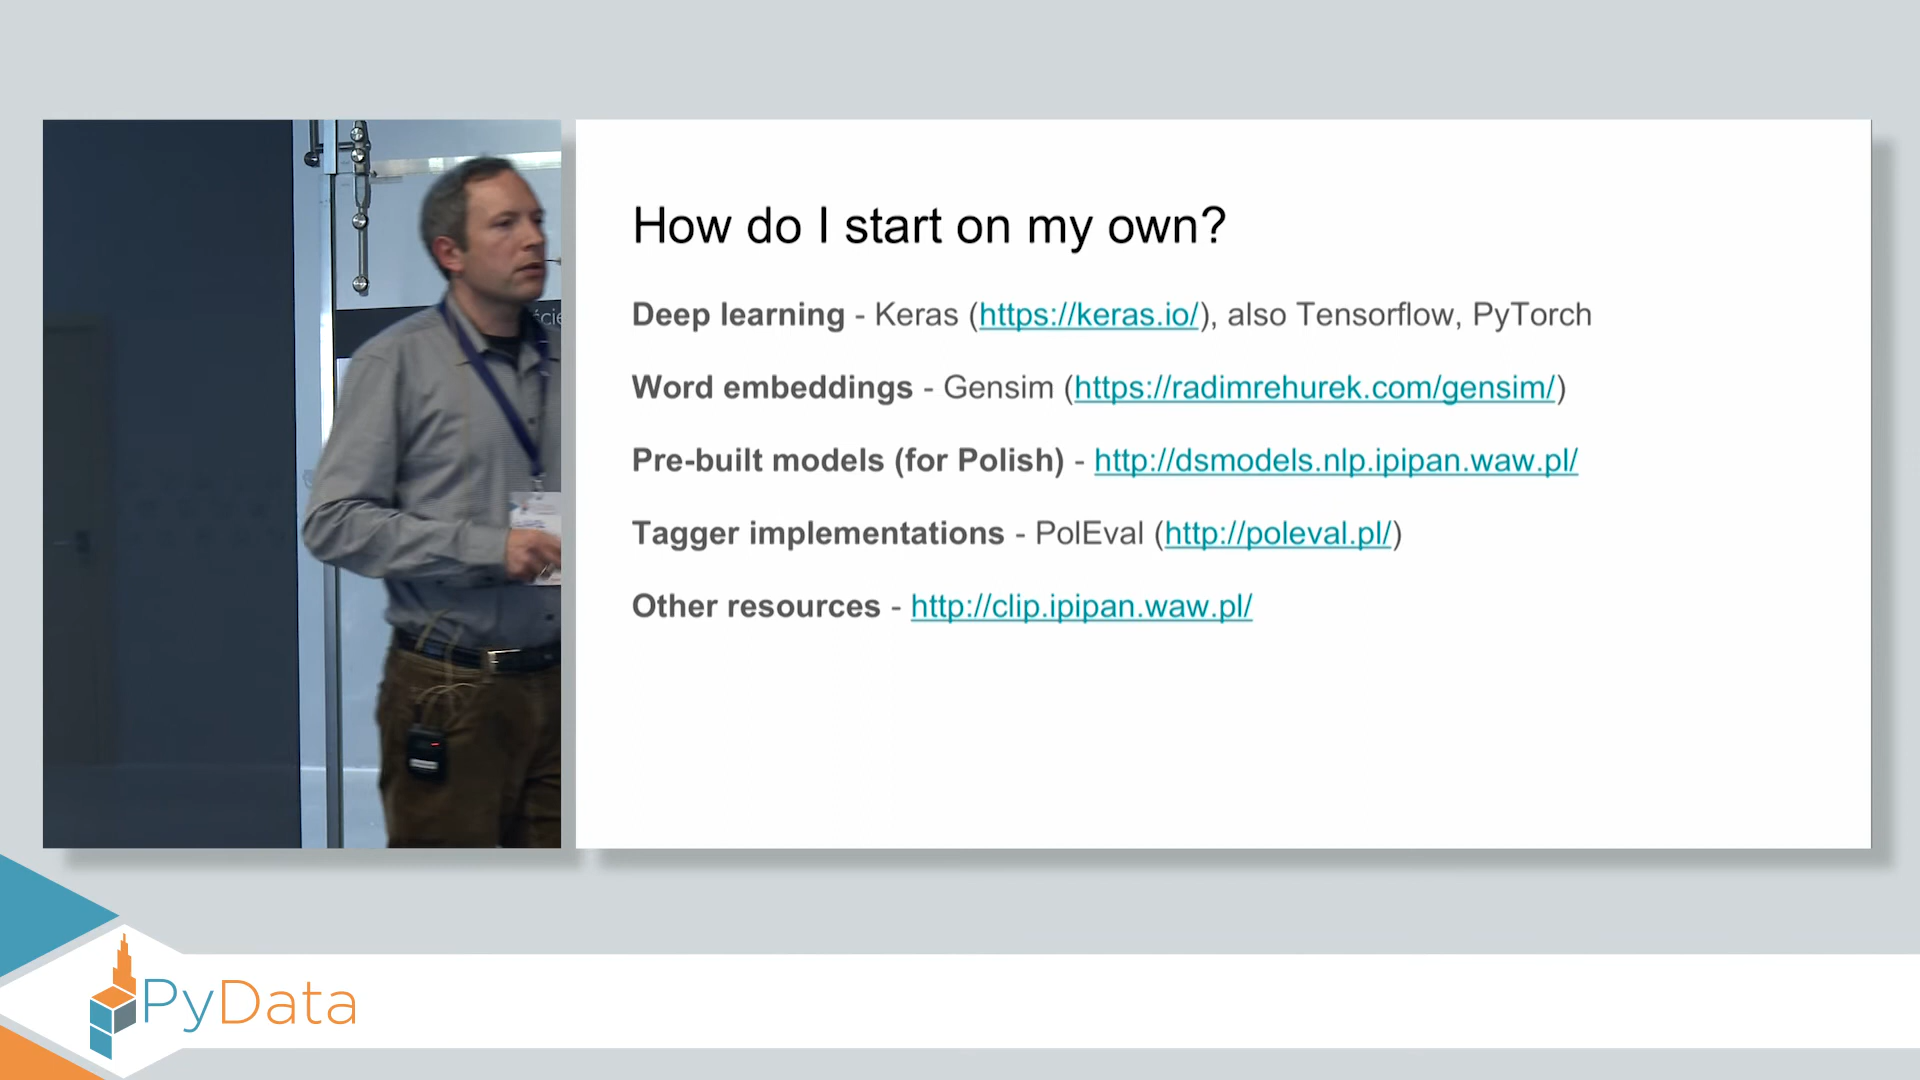 How do I start on my own?
Deep learning - Keras (https://keras.io/), also Tensorflow, PyTorch
Word embeddings - Gensim (https://radimrehurek.com/gensim/)
Pre-built models (for Polish) - http://dsmodels.nlp.ipipan.waw.pl/
Tagger implementations - PolEval (http://poleval.pl/)
Other resources - http://clip.ipipan.waw.pl/
PyData